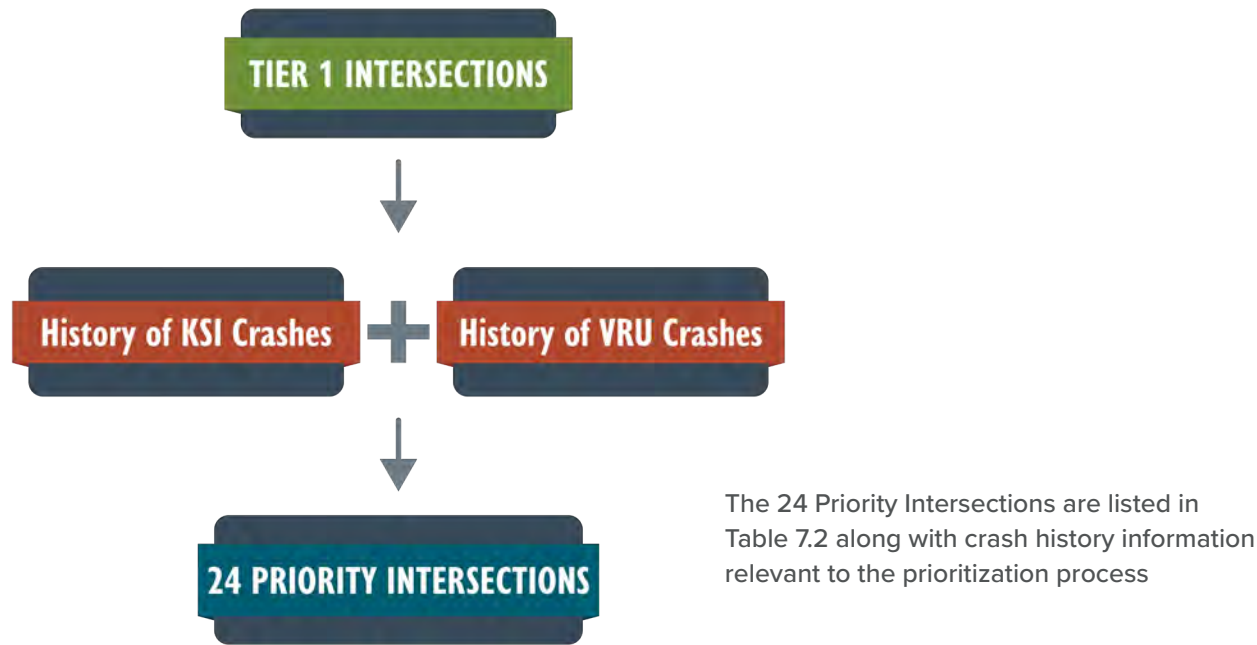 TIER 1 INTERSECTIONS
History of KSI Crashes + History of VRU Crashes
24 PRIORITY INTERSECTIONS
The 24 Priority Intersections are listed in
Table 7.2 along with crash history information
relevant to the prioritization process